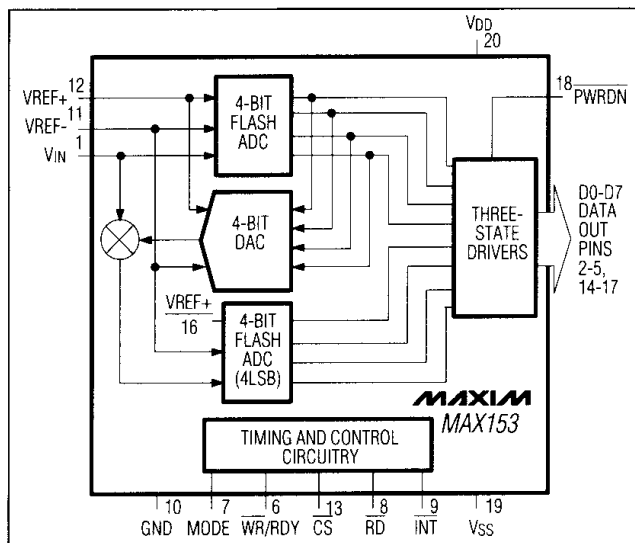 VDD
20
12
VREF+
11
VREF-
1
VIN
4-BIT
FLASH
ADC
18
PWRDN
4-BIT
DAC
THREE-
STATE
DRIVERS
D0-D7
DATA
OUT
PINS
2-5,
14-17
VREF+
16
4-BIT
FLASH
ADC
(4LSB)
MAXIM
MAX153
TIMING AND CONTROL
CIRCUITRY
10 7 6 13 8 9 19
GND MODE WR/RDY CS RD INT VSS